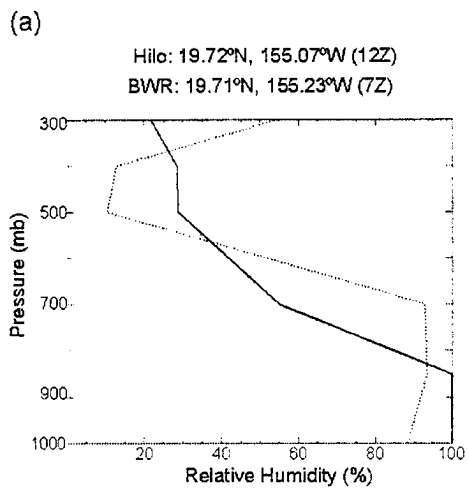 (a)
Hilo: 19.72ºN, 155.07ºW (12Z)
BWR: 19.71ºN, 155.23ºW (7Z)
300
500
700
900
1000
Pressure (mb)
20
40
60
80
100
Relative Humidity (%)